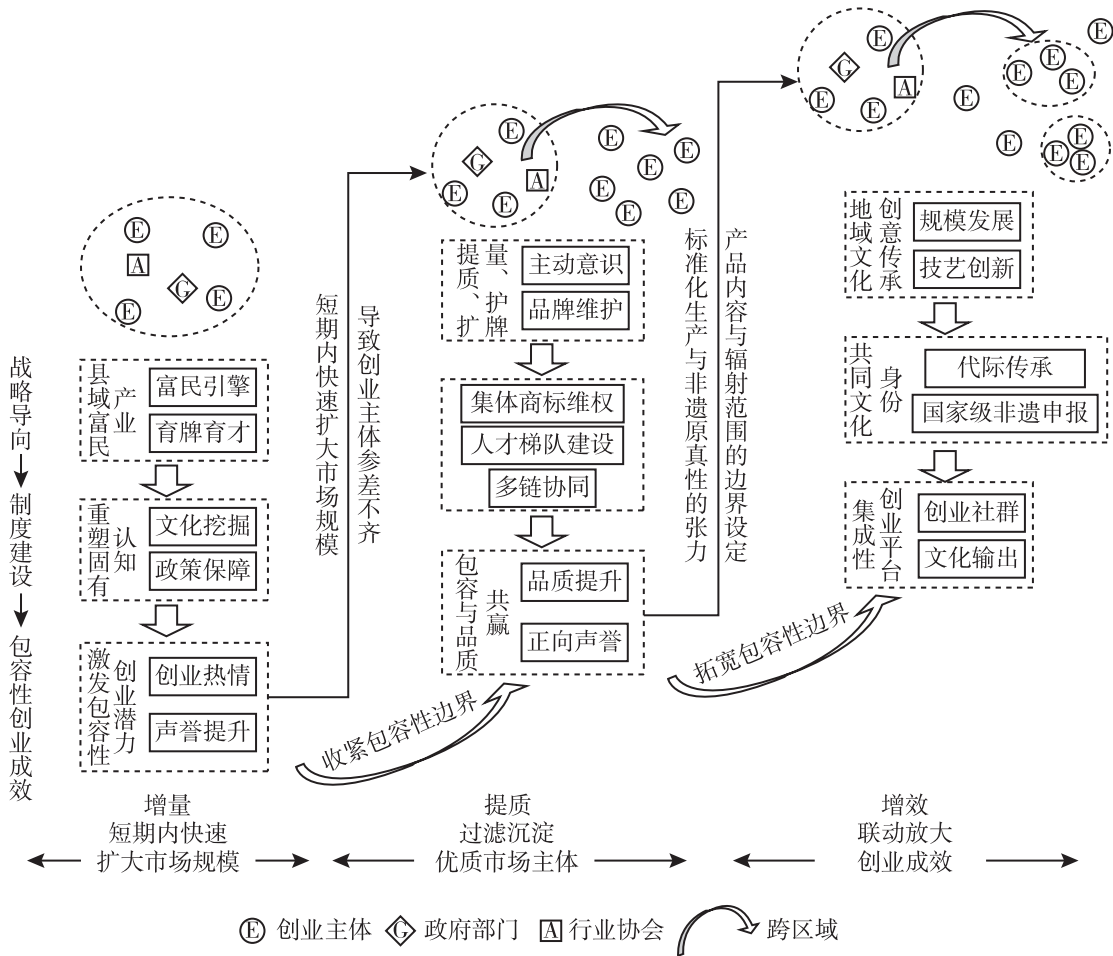 战略导向
制度建设
包容性创业成效
E
E
A
G
E
E
县域富民
产业
富民引擎
育牌育才
重塑固有
认知
文化挖掘
政策保障
激发包容性
创业潜力
创业热情
声誉提升
短期内快速扩大市场规模
导致创业主体参差不齐
E
G
A
E
E
E
E
E
E
E
E
提质、扩
量、护牌
主动意识
品牌维护
集体商标维权
人才梯队建设
多链协同
包容与品质
共赢
品质提升
正向声誉
收紧包容性边界
标准化生产与非遗原真性的张力
产品内容与辐射范围的边界设定
E
G
A
E
E
E
E
E
E
E
E
E
E
E
地域文化
创意传承
规模发展
技艺创新
共同文化
身份
代际传承
国家级非遗申报
集成性
创业平台
创业社群
文化输出
拓宽包容性边界
增量
短期内快速
扩大市场规模
提质
过滤沉淀
优质市场主体
增效
联动放大
创业成效
E 创业主体 G 政府部门 A 行业协会 跨区域